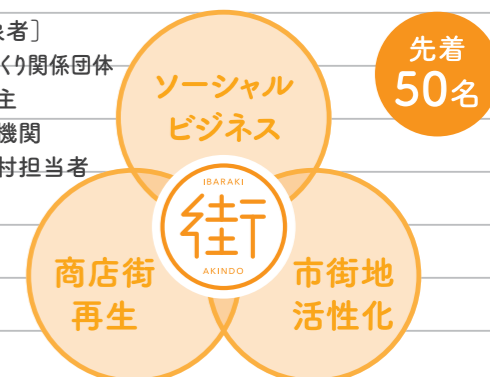 者］
くり関係団体
主
機関
村担当者
先着
50名
ソーシャル
ビジネス
IBARAKI
街
AKINDO
商店街
再生
市街地
活性化